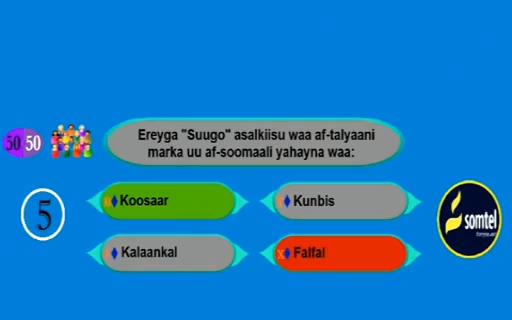 Ereyga "Suugo" asalkiisu waa af-talyaani
marka uu af-soomaali yahayna waa:
50 50
5
Koosaar
Kunbis
Kalaankal
Falfal
somtel